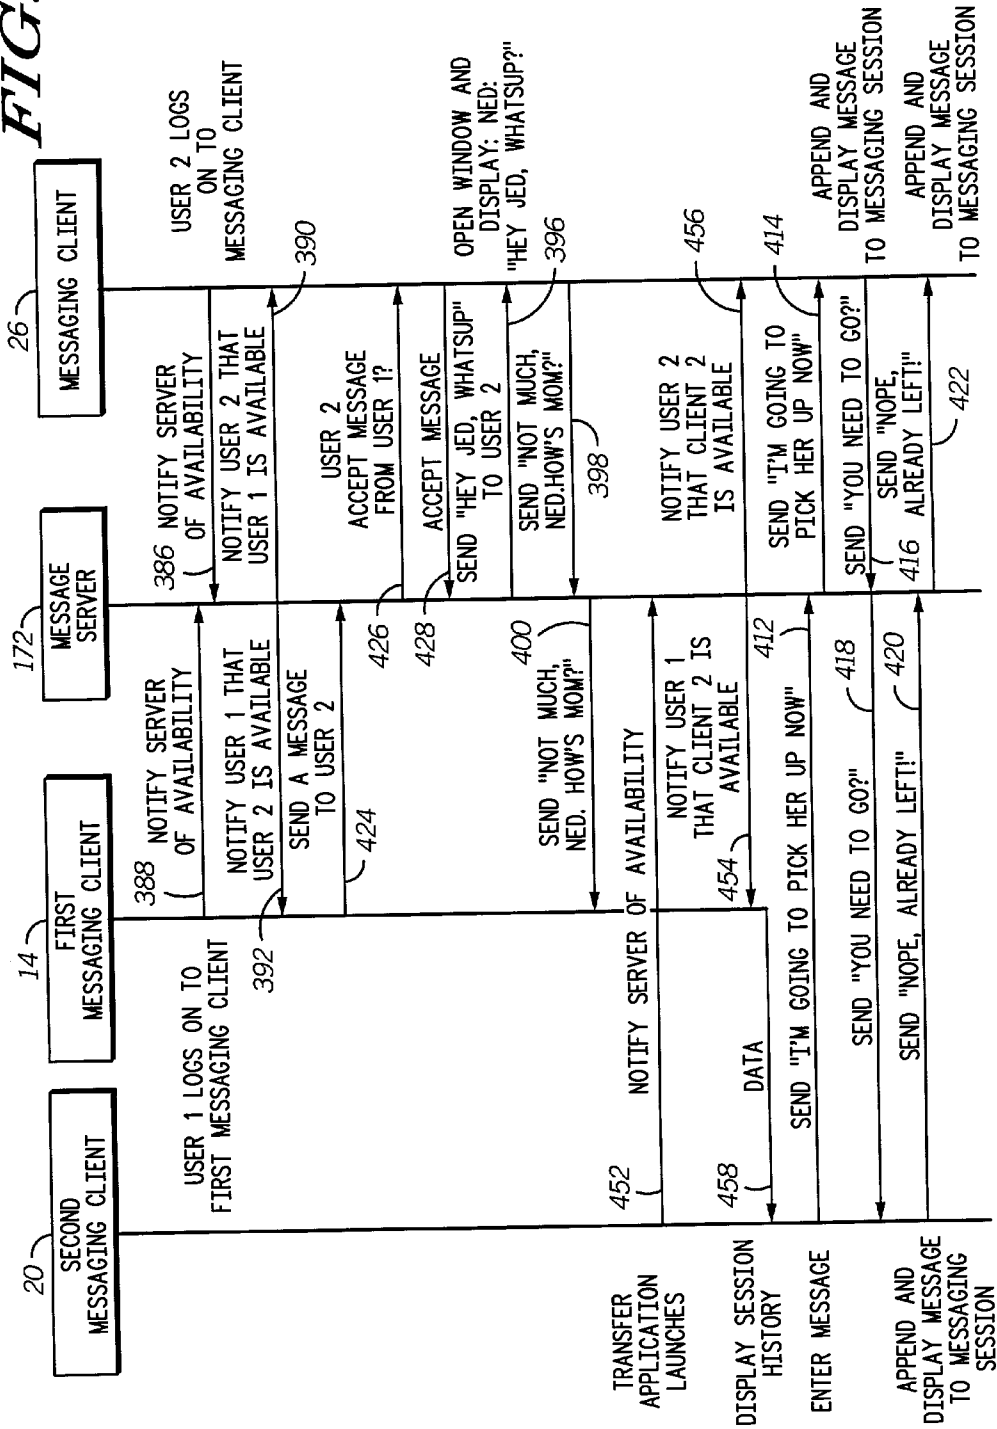 FIG.
26
MESSAGING CLIENT
172
MESSAGE
SERVER
14
FIRST
MESSAGING CLIENT
20
SECOND
MESSAGING CLIENT
USER 2 LOGS
ON TO
MESSAGING CLIENT
386
NOTIFY SERVER
OF AVAILABILITY
388
NOTIFY SERVER
OF AVAILABILITY
USER 1 LOGS ON TO
FIRST MESSAGING CLIENT
NOTIFY USER 2 THAT
USER 1 IS AVAILABLE
390
NOTIFY USER 1 THAT
USER 2 IS AVAILABLE
392
SEND A MESSAGE
TO USER 2
424
USER 2
ACCEPT MESSAGE
FROM USER 1?
426
ACCEPT MESSAGE
428
OPEN WINDOW AND
DISPLAY: NED:
"HEY JED, WHATSUP?"
SEND "HEY JED, WHATSUP"
TO USER 2
396
SEND "NOT MUCH,
NED.HOW'S MOM?"
398
400
SEND "NOT MUCH,
NED. HOW'S MOM?"
TRANSFER
APPLICATION
LAUNCHES
452
NOTIFY SERVER OF AVAILABILITY
NOTIFY USER 2
THAT CLIENT 2
IS AVAILABLE
456
NOTIFY USER 1
THAT CLIENT 2 IS
AVAILABLE
454
DISPLAY SESSION
HISTORY
458
DATA
ENTER MESSAGE
SEND "I'M GOING TO PICK HER UP NOW"
412
SEND "I'M GOING TO
PICK HER UP NOW"
414
APPEND AND
DISPLAY MESSAGE
TO MESSAGING SESSION
SEND "YOU NEED TO GO?"
416
SEND "YOU NEED TO GO?"
418
APPEND AND
DISPLAY MESSAGE
TO MESSAGING
SESSION
SEND "NOPE, ALREADY LEFT!"
420
SEND "NOPE,
ALREADY LEFT!"
422
APPEND AND
DISPLAY MESSAGE
TO MESSAGING SESSION